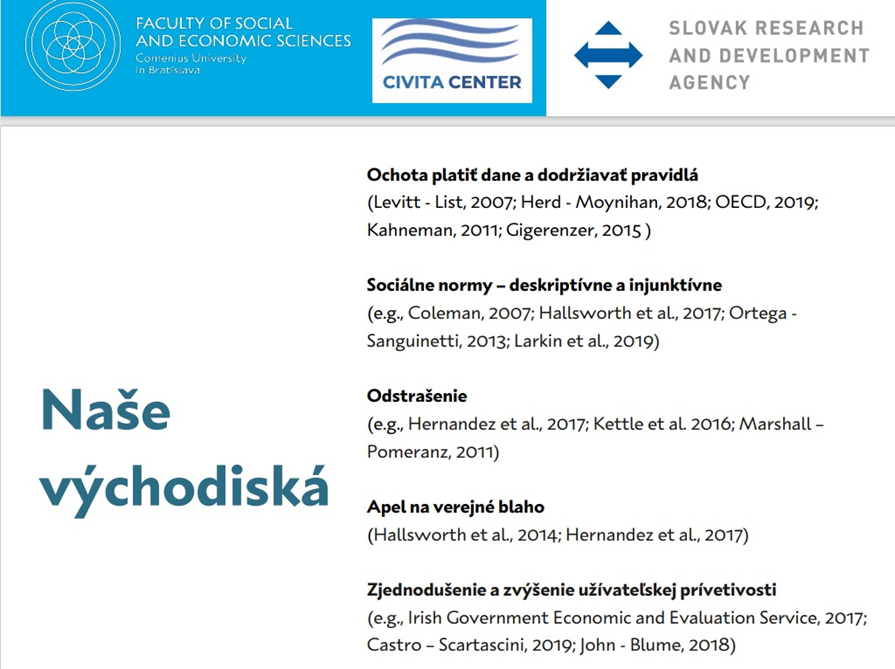 FACULTY OF SOCIAL
AND ECONOMIC SCIENCES
Comenius University
in Bratislava
CIVITA CENTER
SLOVAK RESEARCH
AND DEVELOPMENT
AGENCY
Naše
východiská
Ochota platiť dane a dodržiavať pravidlá
(Levitt - List, 2007; Herd - Moynihan, 2018; OECD, 2019;
Kahneman, 2011; Gigerenzer, 2015 )
Sociálne normy – deskriptívne a injunktívne
(e.g., Coleman, 2007; Hallsworth et al., 2017; Ortega -
Sanguinetti, 2013; Larkin et al., 2019)
Odstrašenie
(e.g., Hernandez et al., 2017; Kettle et al. 2016; Marshall –
Pomeranz, 2011)
Apel na verejné blaho
(Hallsworth et al., 2014; Hernandez et al., 2017)
Zjednodušenie a zvýšenie užívateľskej prívetivosti
(e.g., Irish Government Economic and Evaluation Service, 2017;
Castro – Scartascini, 2019; John - Blume, 2018)